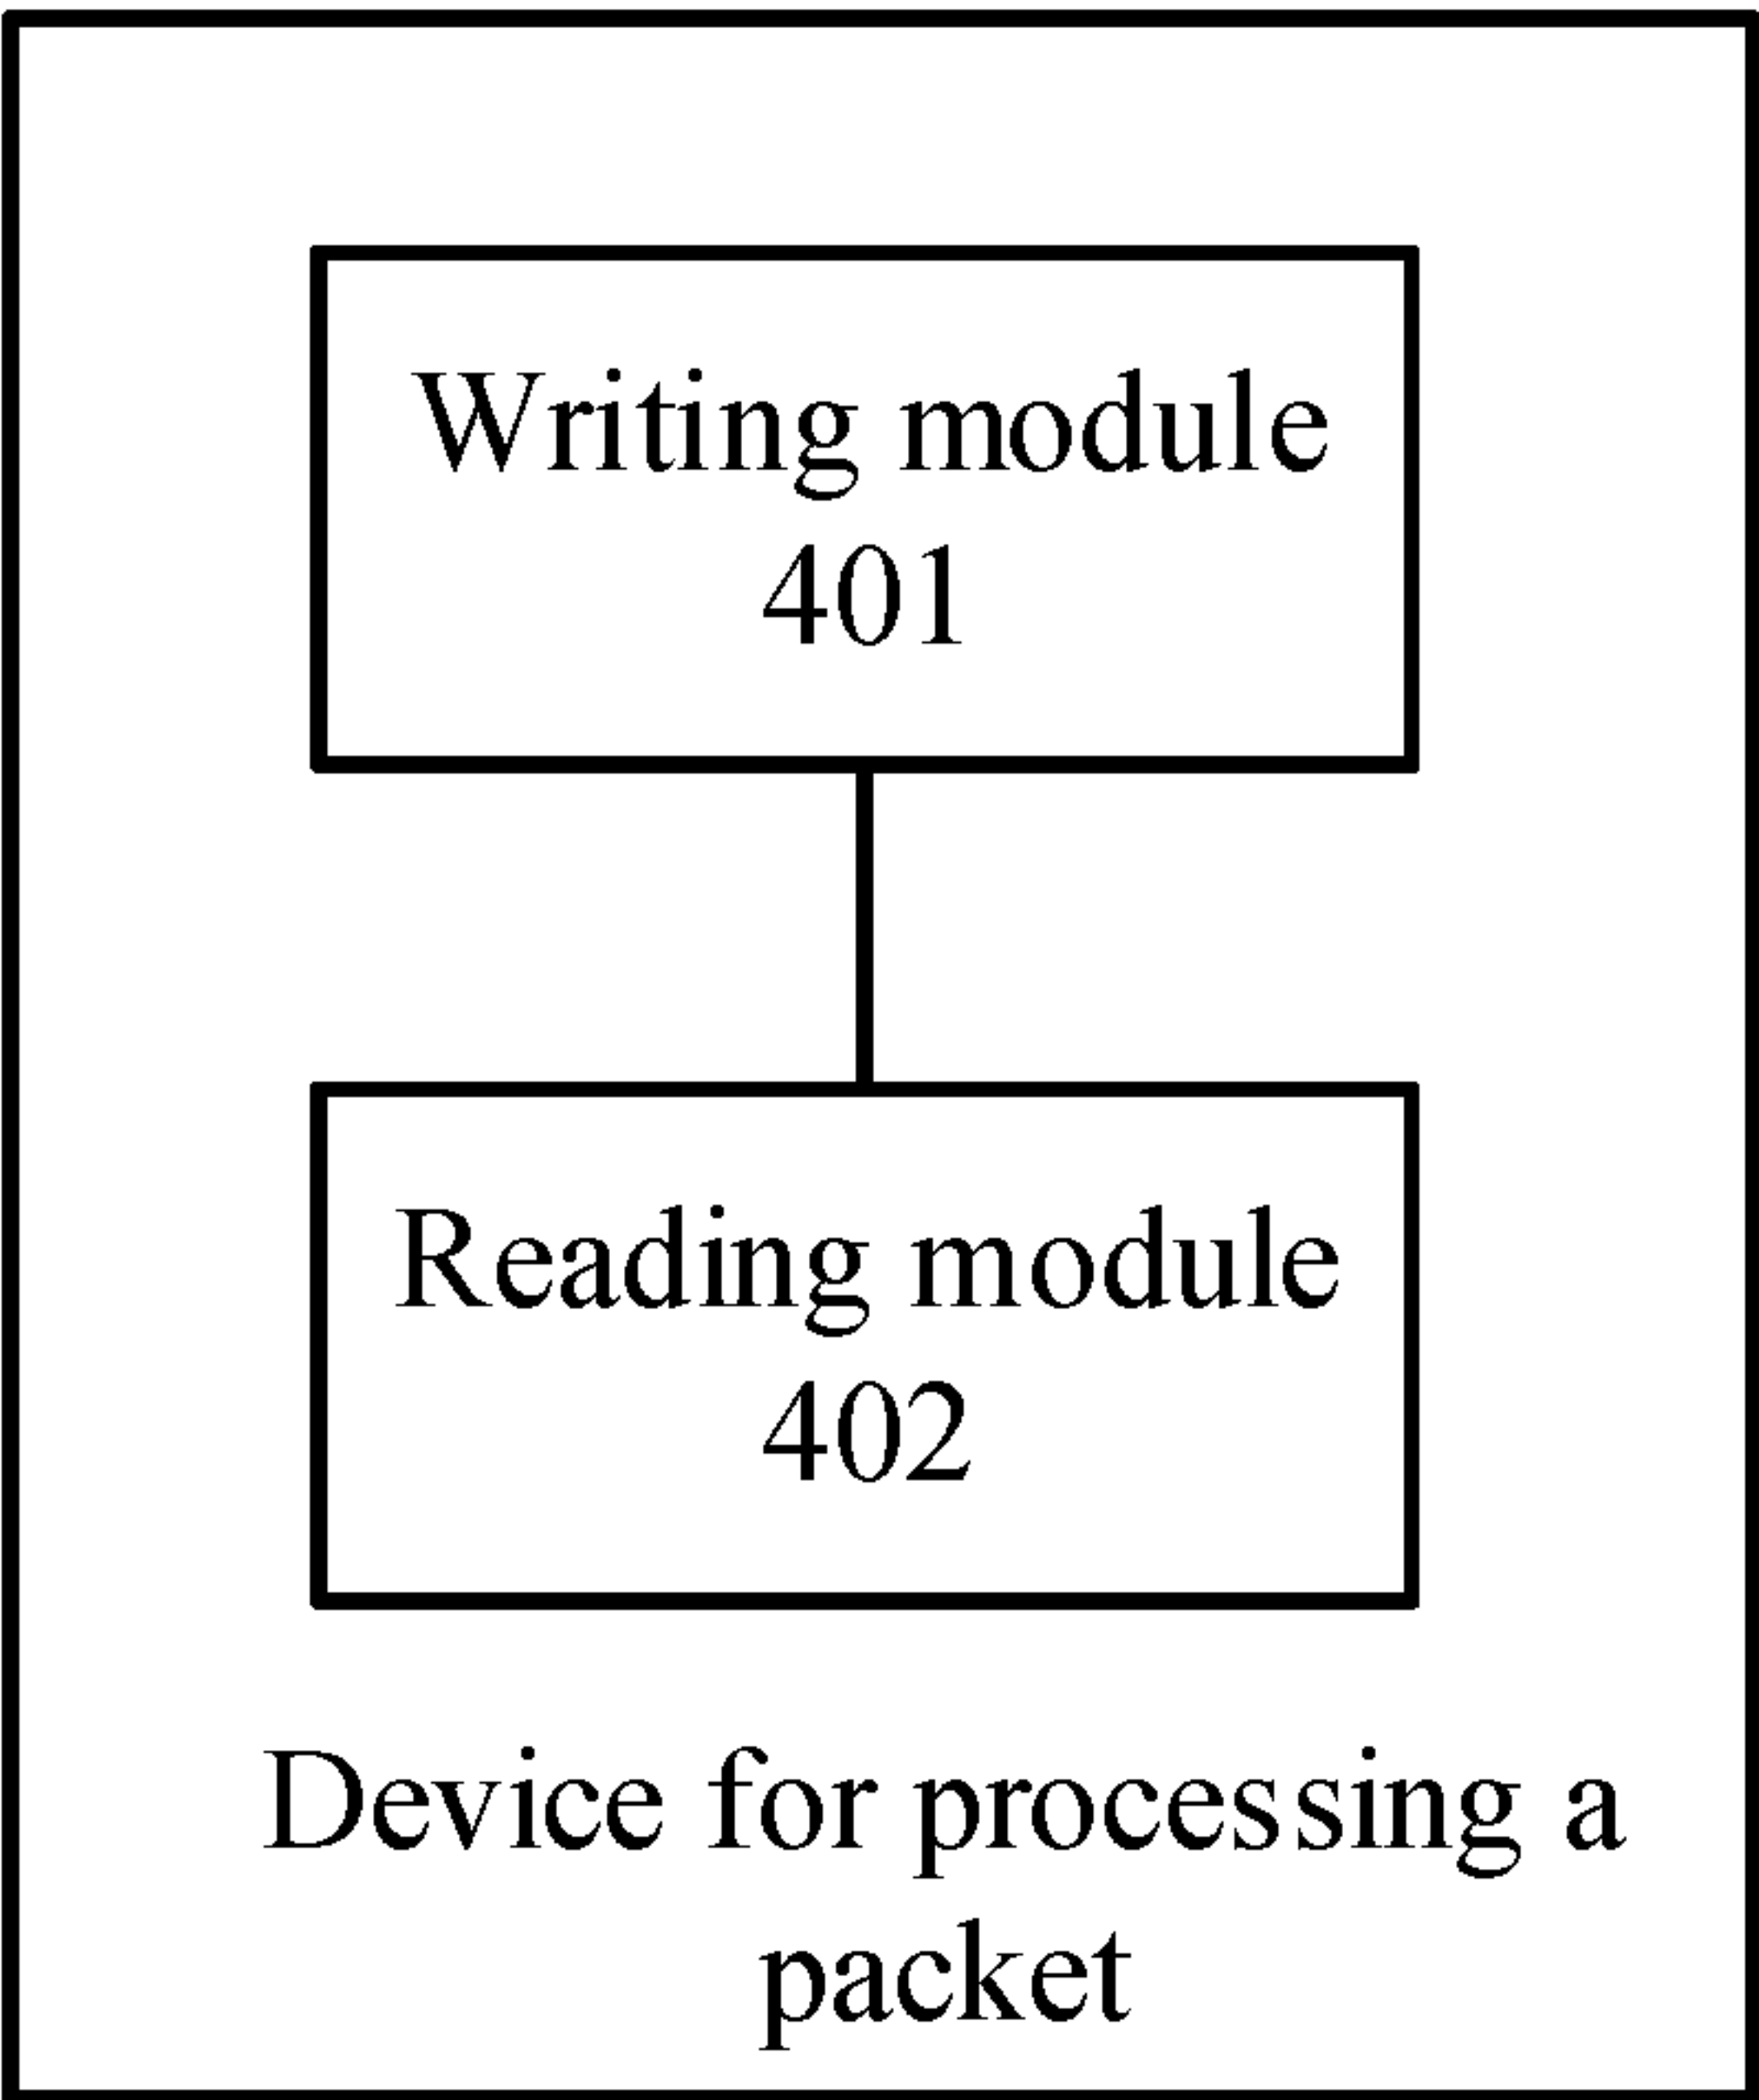 Writing module
401
Reading module
402
Device for processing a
packet